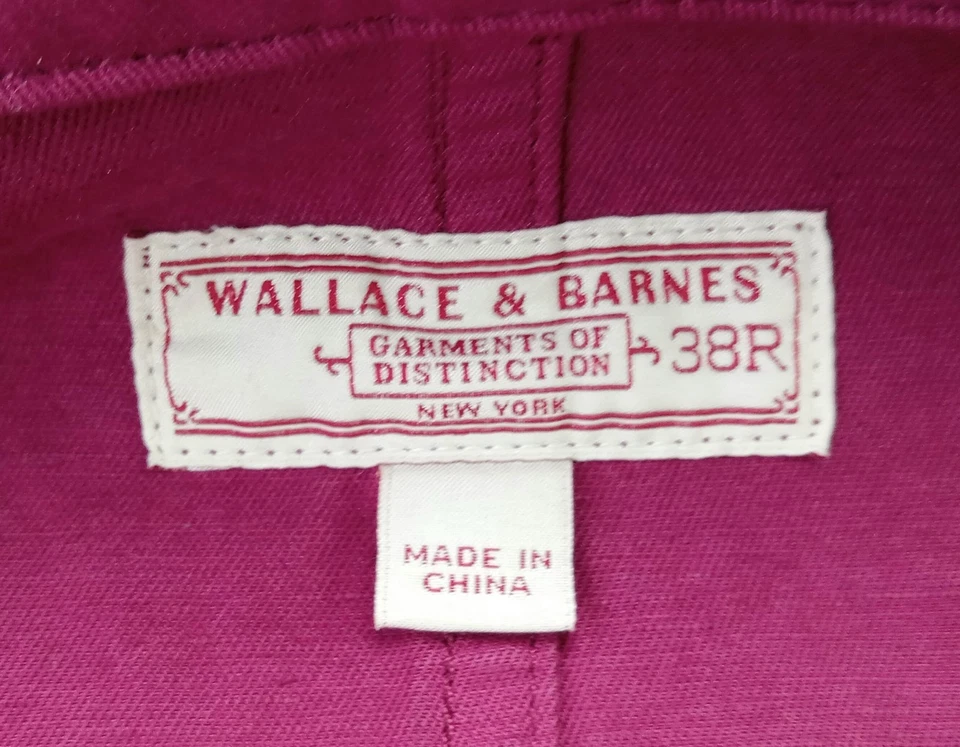 WALLACE & BARNES
GARMENTS OF
DISTINCTION
38R
NEW YORK
MADE IN
CHINA